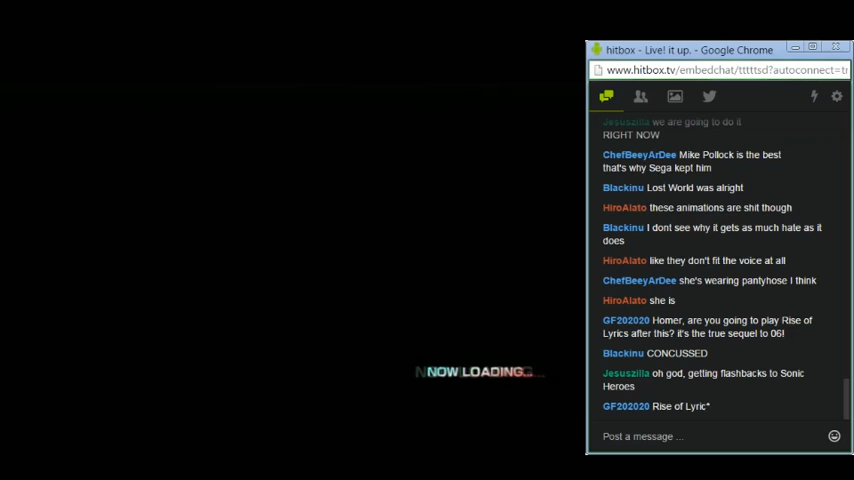 hitbox - Live! it up. - Google Chrome
www.hitbox.tv/embedchat/tttttsd?autoconnect=tr
Jesuszilla we are going to do it
RIGHT NOW
ChefBeeyArDee Mike Pollock is the best
that's why Sega kept him
Blackinu Lost World was alright
HiroAlato these animations are shit though
Blackinu I dont see why it gets as much hate as it
does
HiroAlato like they don't fit the voice at all
ChefBeeyArDee she's wearing pantyhose I think
HiroAlato she is
GF202020 Homer, are you going to play Rise of
Lyrics after this? it's the true sequel to 06!
Blackinu CONCUSSED
Jesuszilla oh god, getting flashbacks to Sonic
Heroes
GF202020 Rise of Lyric*
Post a message ...
NOW LOADING...